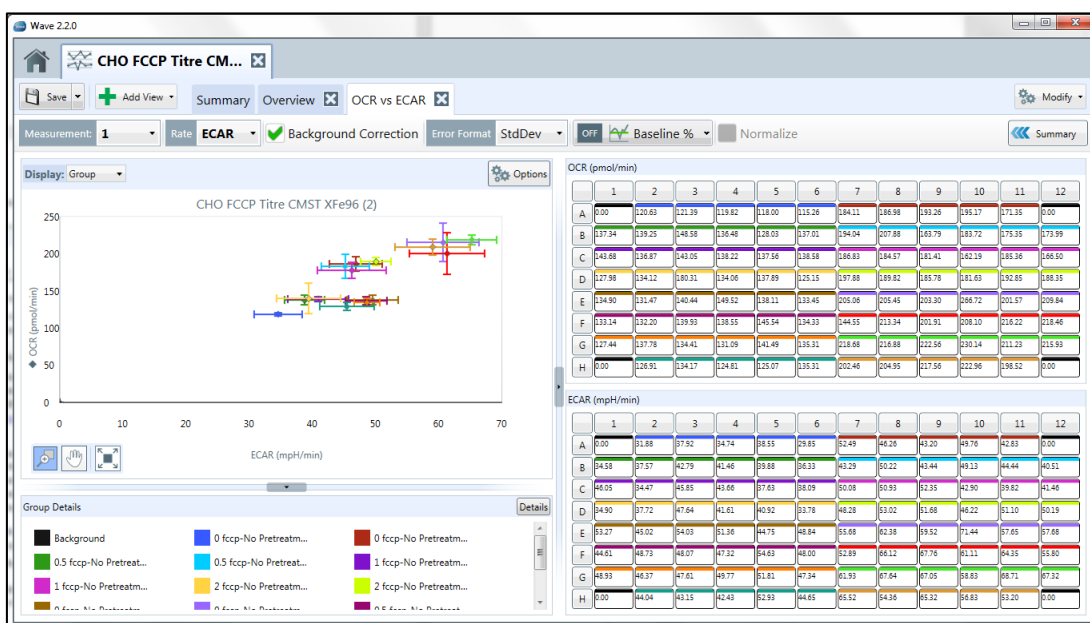 Wave 2.2.0
CHO FCCP Titre CM...
Save
Add View
Summary
Overview
OCR vs ECAR
Modify
Measurement: 1
Rate ECAR
Background Correction
Error Format StdDev
OFF
Baseline %
Normalize
Summary
Display: Group
Options
CHO FCCP Titre CMST XFe96 (2)
250
200
150
100
50
0
OCR (pmol/min)
0 10 20 30 40 50 60 70
ECAR (mpH/min)
Group Details
Details
Background
0 fccp-No Pretreatm...
0 fccp-No Pretreatm...
0.5 fccp-No Pretreat...
0.5 fccp-No Pretreatm...
1 fccp-No Pretreatm...
1 fccp-No Pretreatm...
2 fccp-No Pretreatm...
2 fccp-No Pretreatm...
0 fccp-No Pretreatm...
0 fccp-No Pretreatm...
0.5 fccp-No Pretreat...
OCR (pmol/min)
1 2 3 4 5 6 7 8 9 10 11 12
A 0.00 120.63 121.39 119.82 118.00 115.26 184.11 186.98 193.26 195.17 171.35 0.00
B 137.34 139.25 148.58 136.48 128.03 137.01 194.04 207.88 163.79 183.72 175.35 173.99
C 143.68 136.87 143.05 138.22 137.56 138.58 186.83 184.57 181.41 162.19 185.36 166.50
D 127.98 134.12 180.31 134.06 137.89 125.15 197.88 189.82 185.78 181.63 192.85 188.35
E 134.90 131.47 140.44 149.52 138.11 133.45 205.06 205.45 203.30 266.72 201.57 209.84
F 133.14 132.20 139.93 138.55 145.54 134.33 144.55 213.34 201.91 208.10 216.22 218.46
G 127.44 137.78 134.41 131.09 141.49 135.31 218.68 216.88 222.56 230.14 211.23 215.93
H 0.00 126.91 134.17 124.81 125.07 135.31 202.46 204.95 217.56 222.96 198.52 0.00
ECAR (mpH/min)
1 2 3 4 5 6 7 8 9 10 11 12
A 0.00 31.88 37.92 34.74 38.55 29.85 52.49 46.26 43.20 49.76 42.83 0.00
B 34.58 37.57 42.79 41.46 39.88 36.33 43.29 50.22 43.44 49.13 44.44 40.51
C 46.05 34.47 45.85 43.66 37.63 38.09 50.08 50.93 52.35 42.90 39.82 41.46
D 34.90 37.72 47.64 41.61 40.92 33.78 48.28 53.02 51.68 46.22 51.10 50.19
E 53.27 45.02 54.03 51.36 44.75 48.84 55.68 62.38 59.52 71.44 57.65 57.68
F 44.61 48.73 48.07 47.32 54.63 48.00 52.89 66.12 67.76 61.11 64.35 55.80
G 48.93 46.37 47.61 49.77 51.81 47.34 61.93 67.64 67.05 58.83 68.71 67.32
H 0.00 44.04 43.15 42.43 52.93 44.65 65.52 54.36 65.32 56.83 53.20 0.00